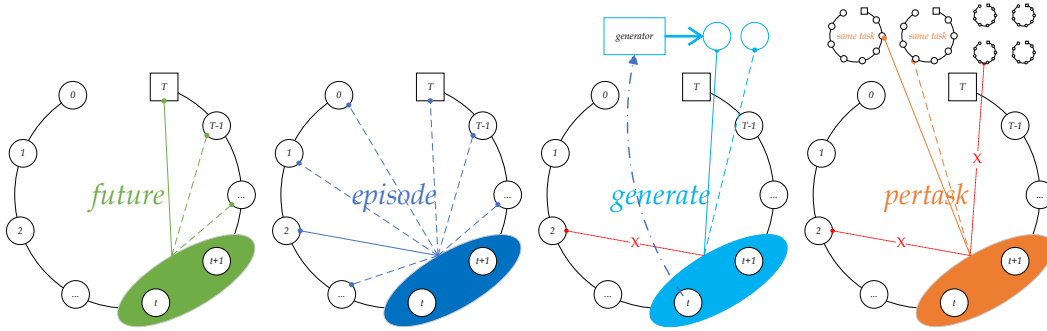 0
T
T-1
1
future
...
2
t+1
...
t
0
T
T-1
1
episode
...
2
t+1
...
t
generator
0
T
T-1
1
generate
...
2
X
t+1
...
t
same task
same task
0
T
T-1
X
1
pertask
...
2
X
t+1
...
t